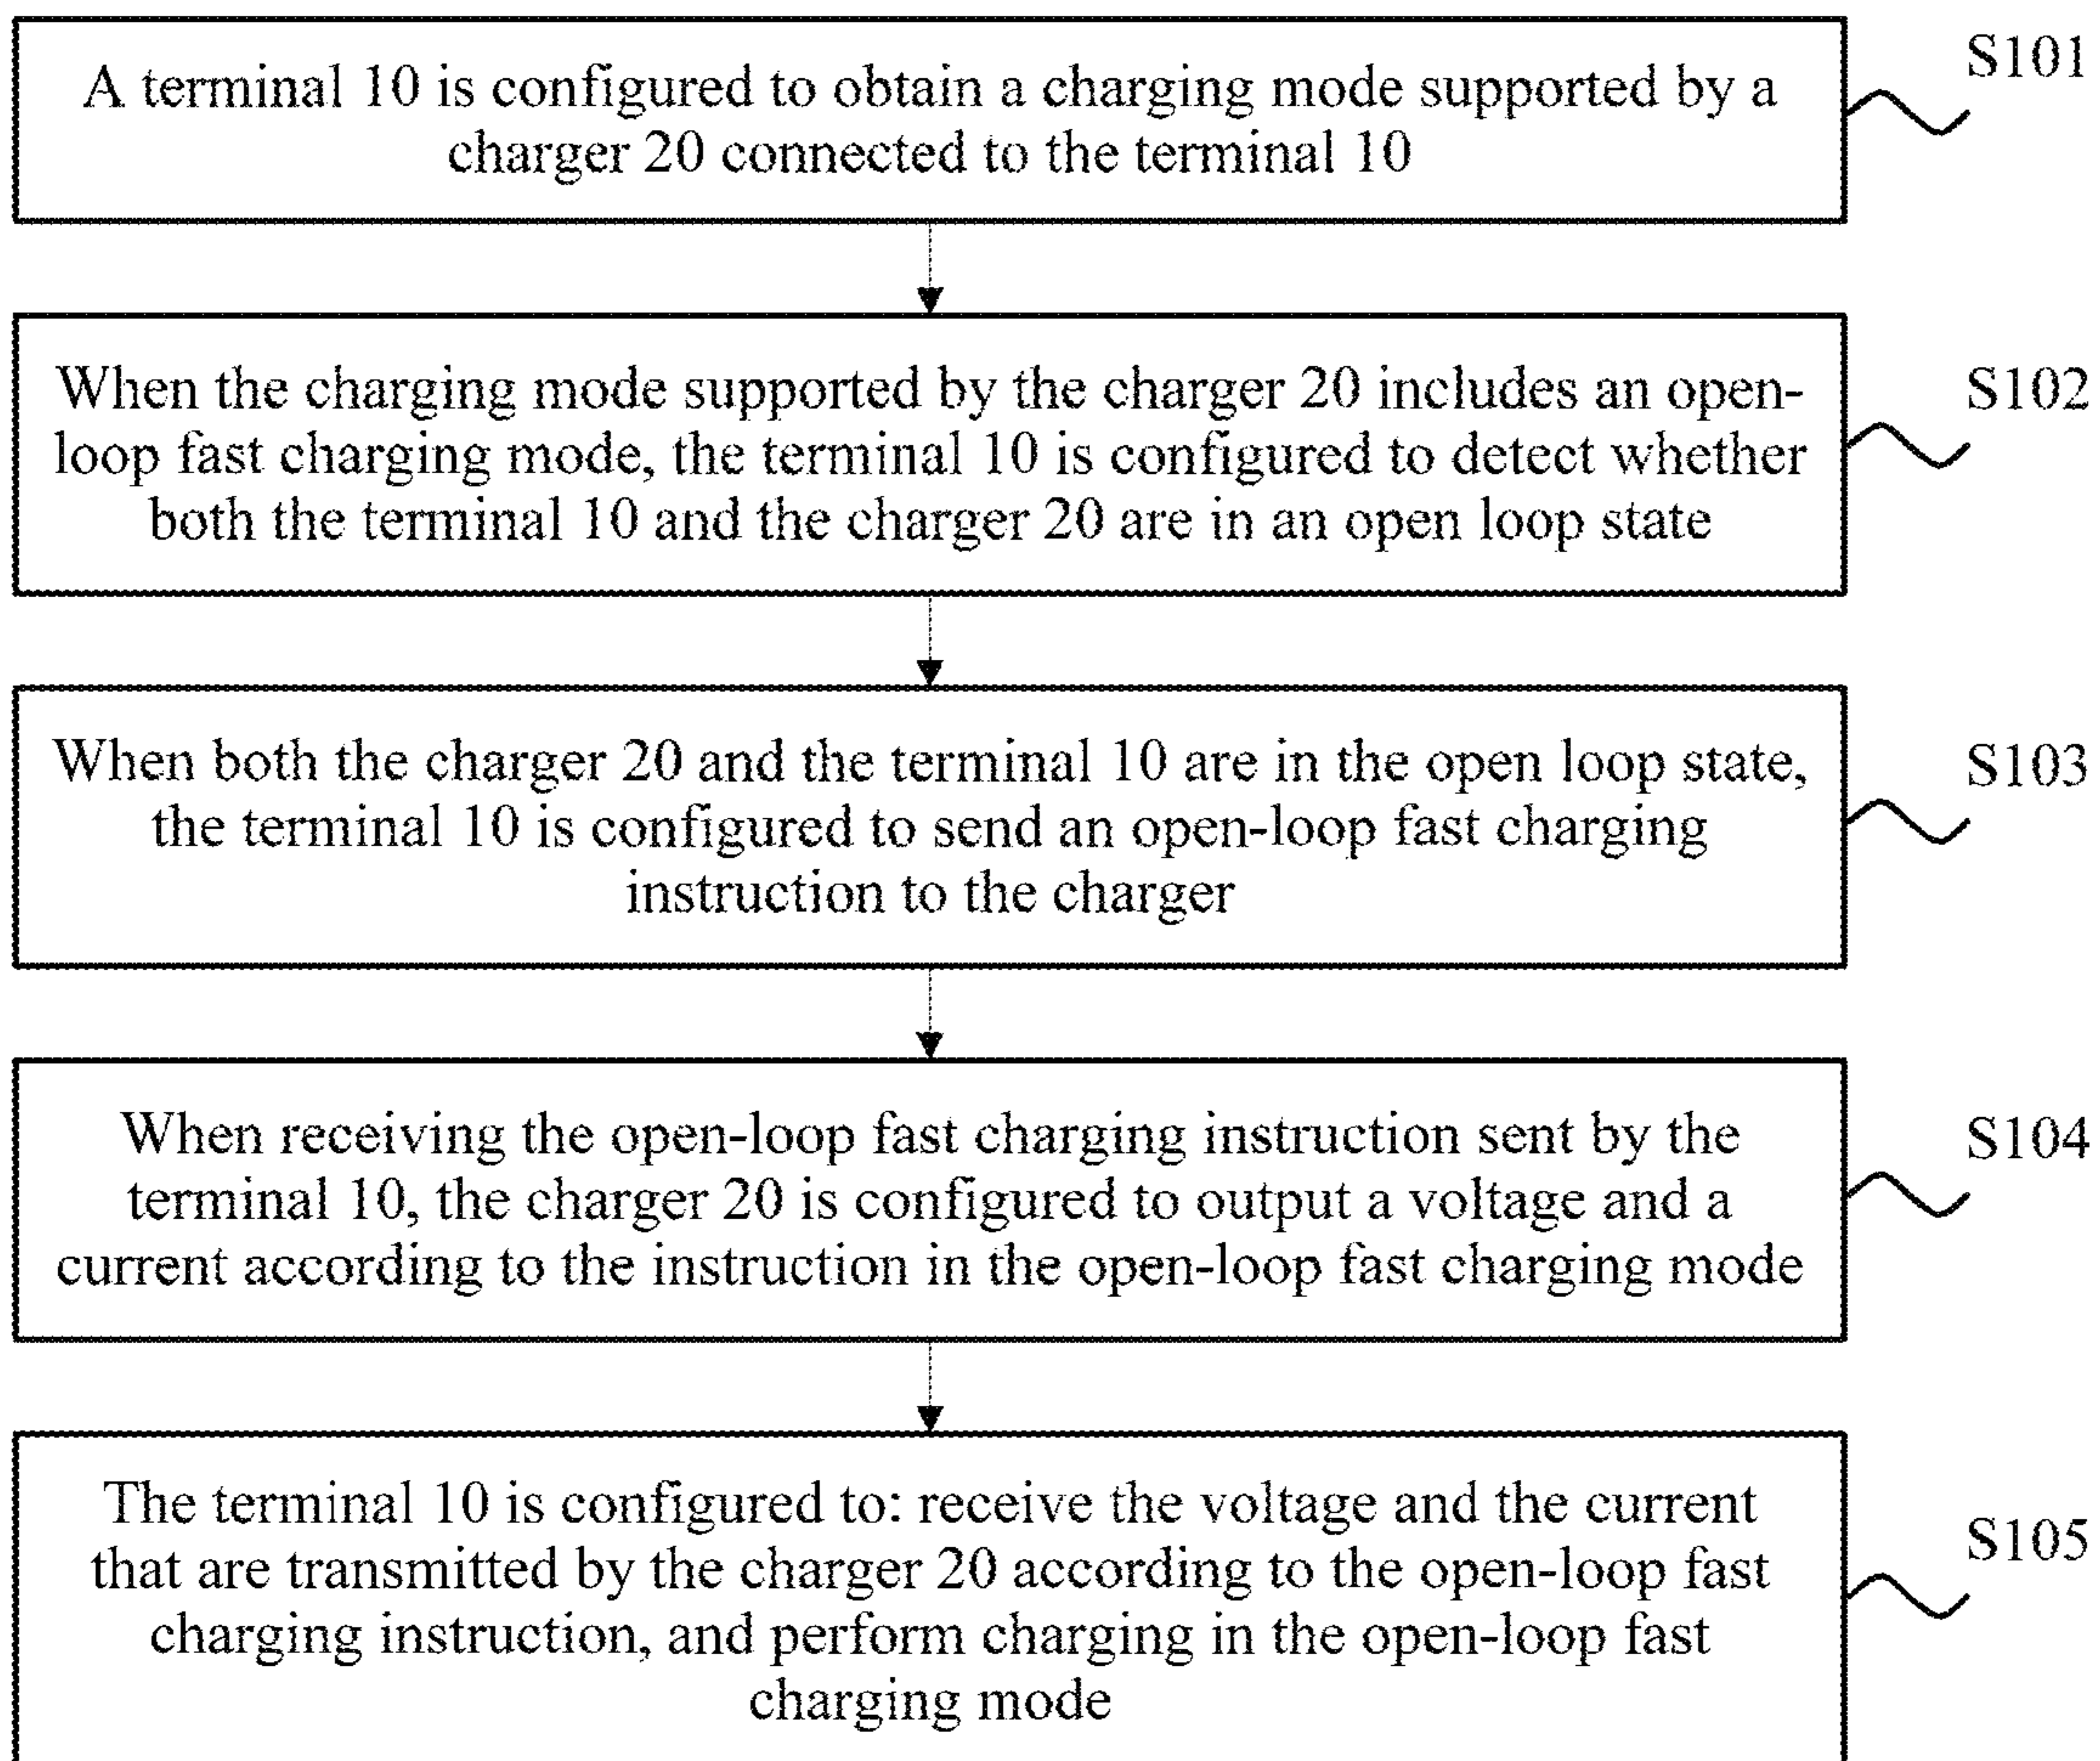 A terminal 10 is configured to obtain a charging mode supported by a
charger 20 connected to the terminal 10
S101
When the charging mode supported by the charger 20 includes an open-
loop fast charging mode, the terminal 10 is configured to detect whether
both the terminal 10 and the charger 20 are in an open loop state
S102
When both the charger 20 and the terminal 10 are in the open loop state,
the terminal 10 is configured to send an open-loop fast charging
instruction to the charger
S103
When receiving the open-loop fast charging instruction sent by the
terminal 10, the charger 20 is configured to output a voltage and a
current according to the instruction in the open-loop fast charging mode
S104
The terminal 10 is configured to: receive the voltage and the current
that are transmitted by the charger 20 according to the open-loop fast
charging instruction, and perform charging in the open-loop fast
charging mode
S105